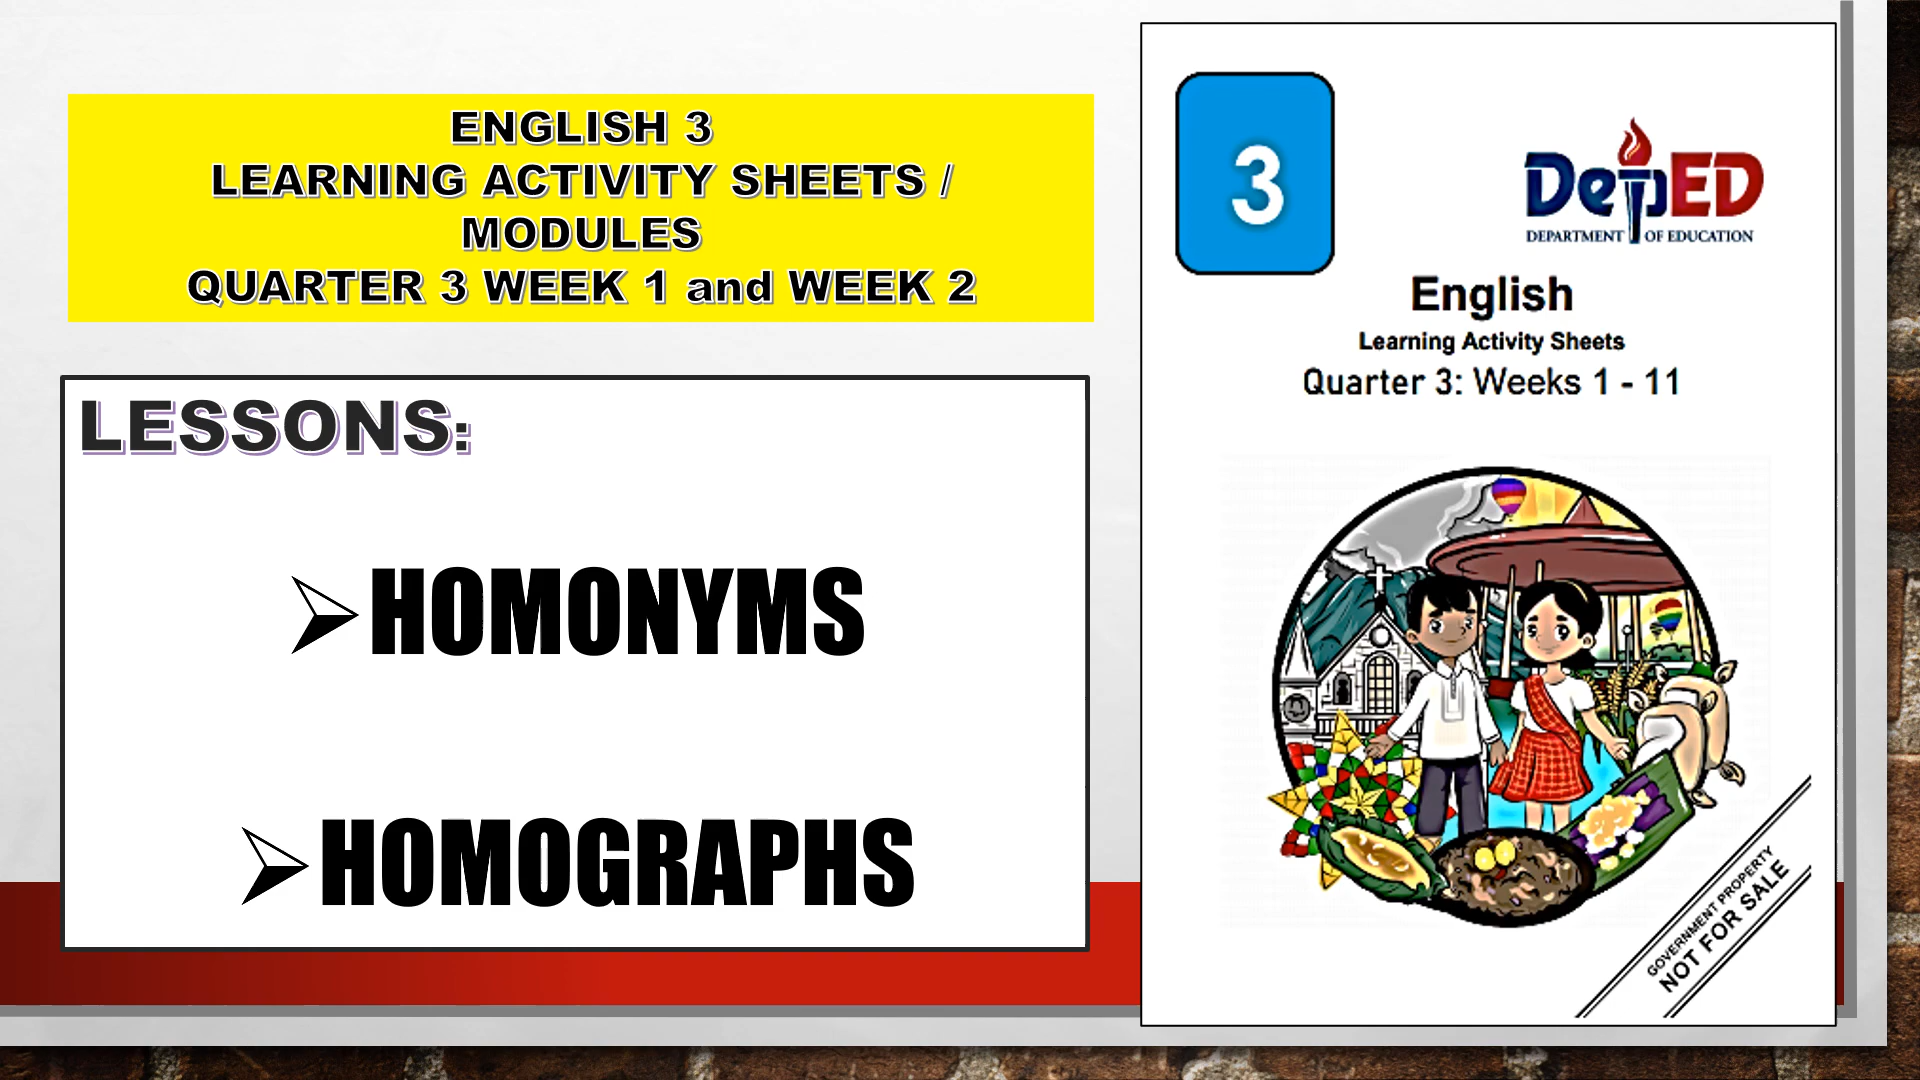 ENGLISH 3
LEARNING ACTIVITY SHEETS /
MODULES
QUARTER 3 WEEK 1 and WEEK 2
LESSONS:
HOMONYMS
HOMOGRAPHS
3
DepED
DEPARTMENT OF EDUCATION
English
Learning Activity Sheets
Quarter 3: Weeks 1 - 11
GOVERNMENT PROPERTY
NOT FOR SALE